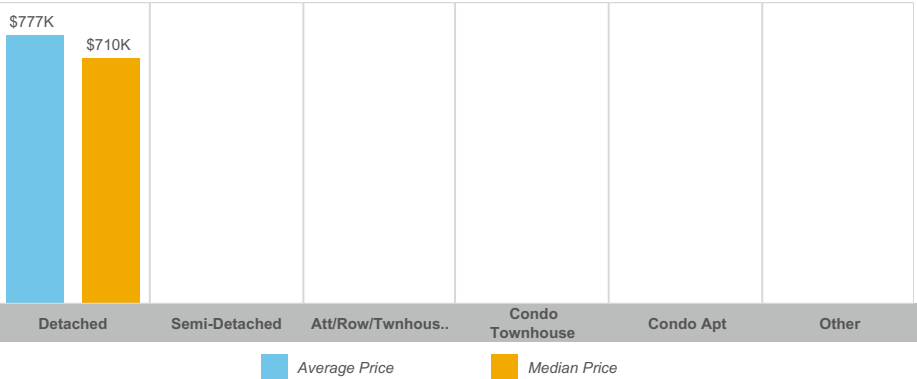 $777K
$710K
Detached
Semi-Detached
Att/Row/Twnhous..
Condo
Townhouse
Condo Apt
Other
Average Price
Median Price